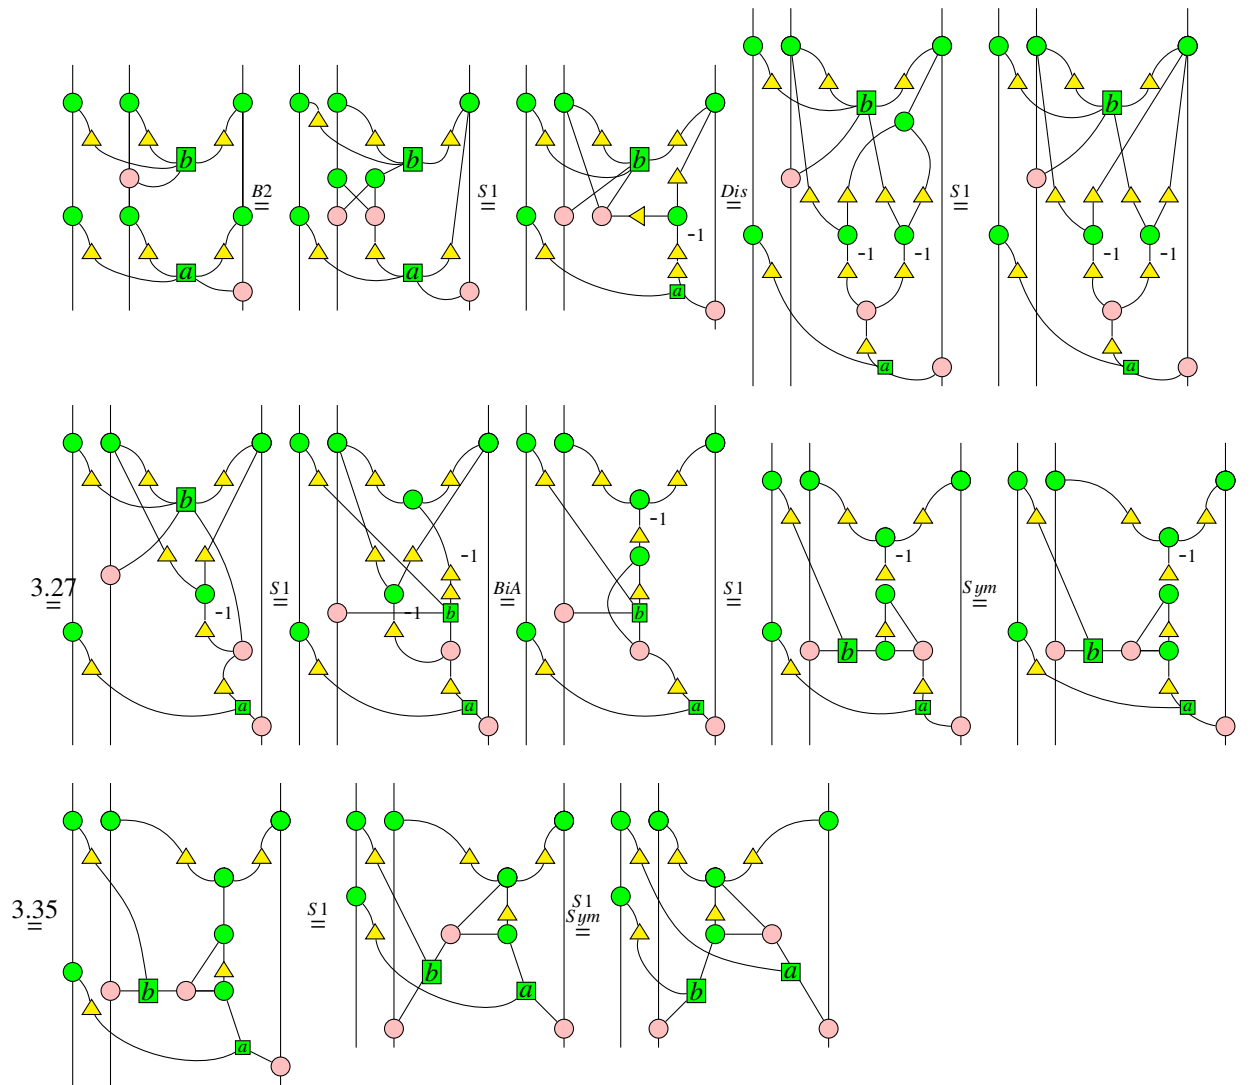 b b b b b
B2 S1 Dis S1
-1 -1 -1 -1 -1
a a a a a
b
-1
3.27 S1 -1 -1 b BiA -1 b S1 -1 b Sym -1 b
a a a a a
3.35 S1 S1
Sym
b b a
b a a b
a